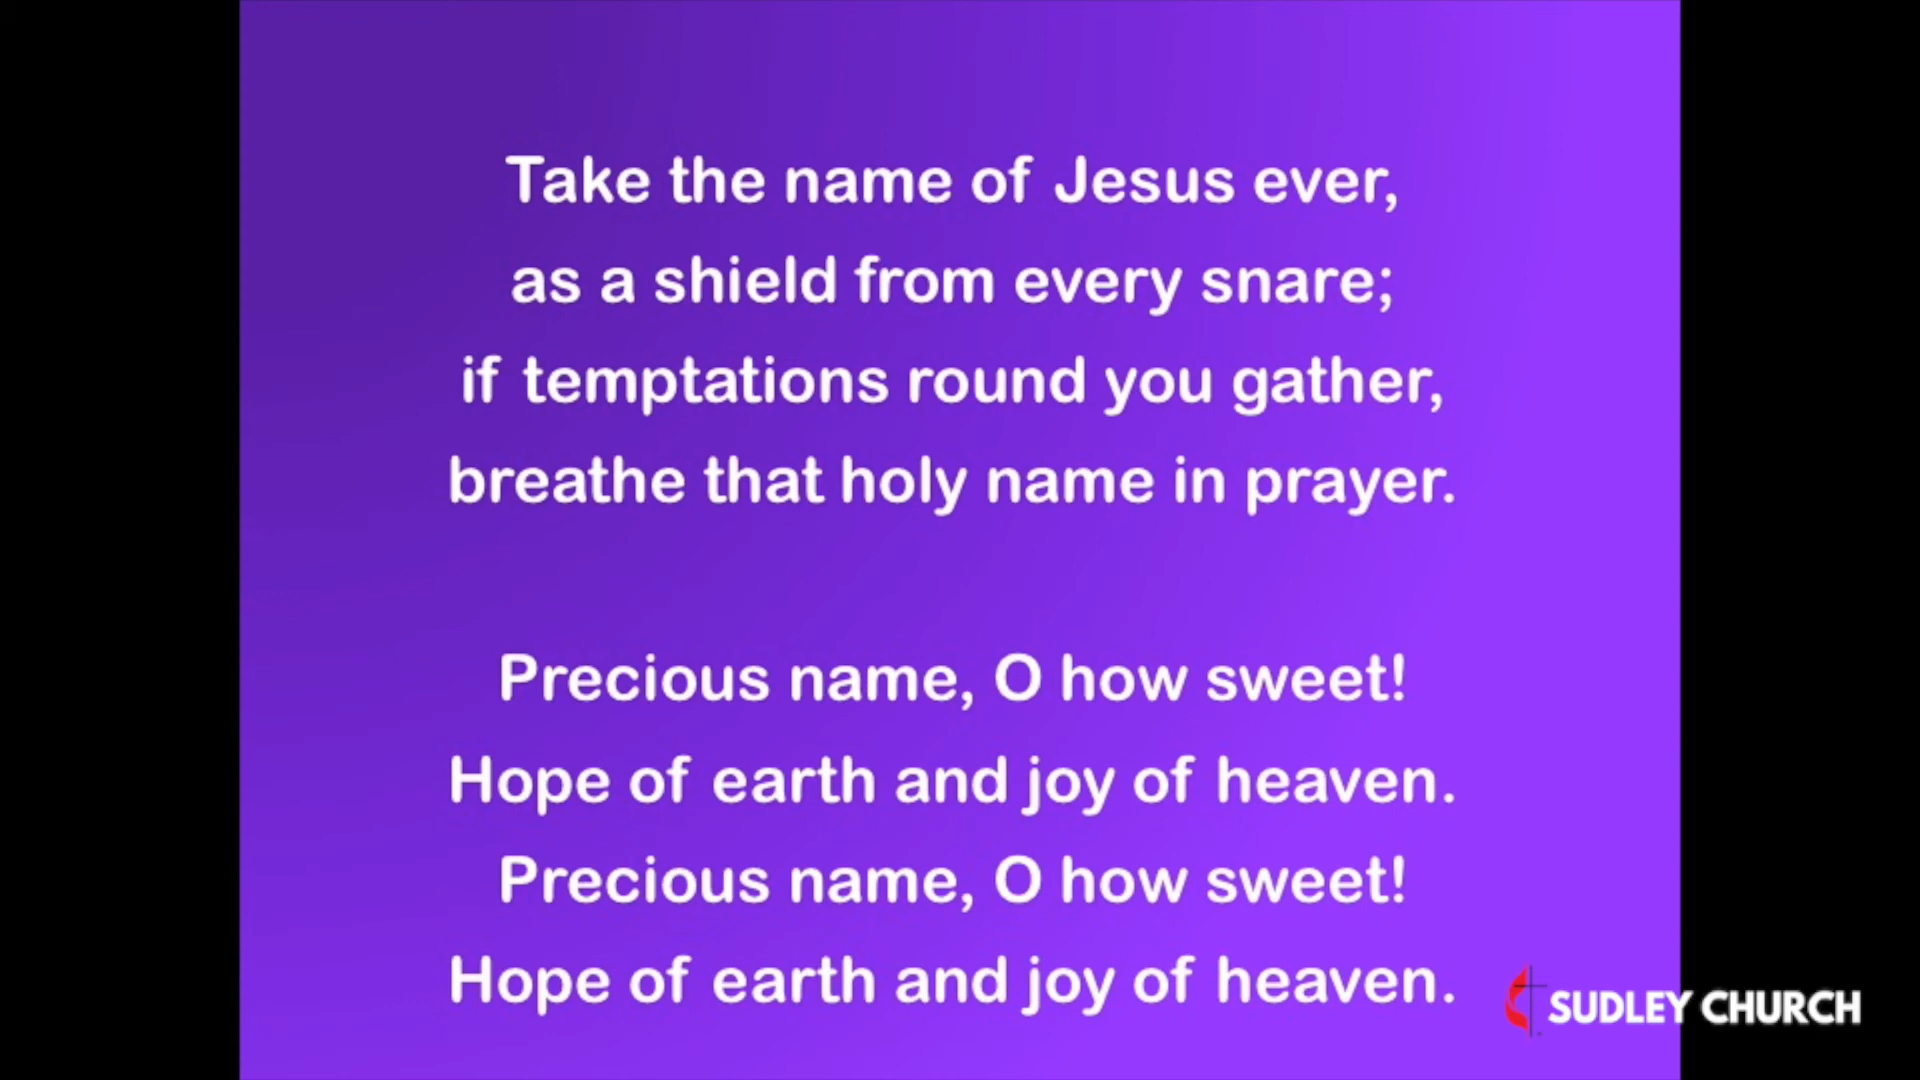 Take the name of Jesus ever,
as a shield from every snare;
if temptations round you gather,
breathe that holy name in prayer.
Precious name, O how sweet!
Hope of earth and joy of heaven.
Precious name, O how sweet!
Hope of earth and joy of heaven.
SUDLEY CHURCH